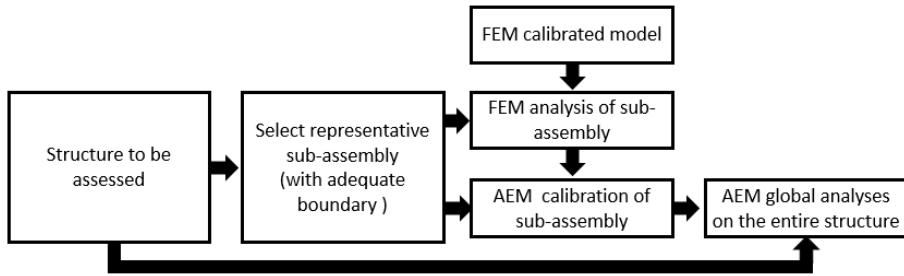 FEM calibrated model
Structure to be
assessed
Select representative
sub-assembly
(with adequate
boundary )
FEM analysis of sub-
assembly
AEM calibration of
sub-assembly
AEM global analyses
on the entire structure